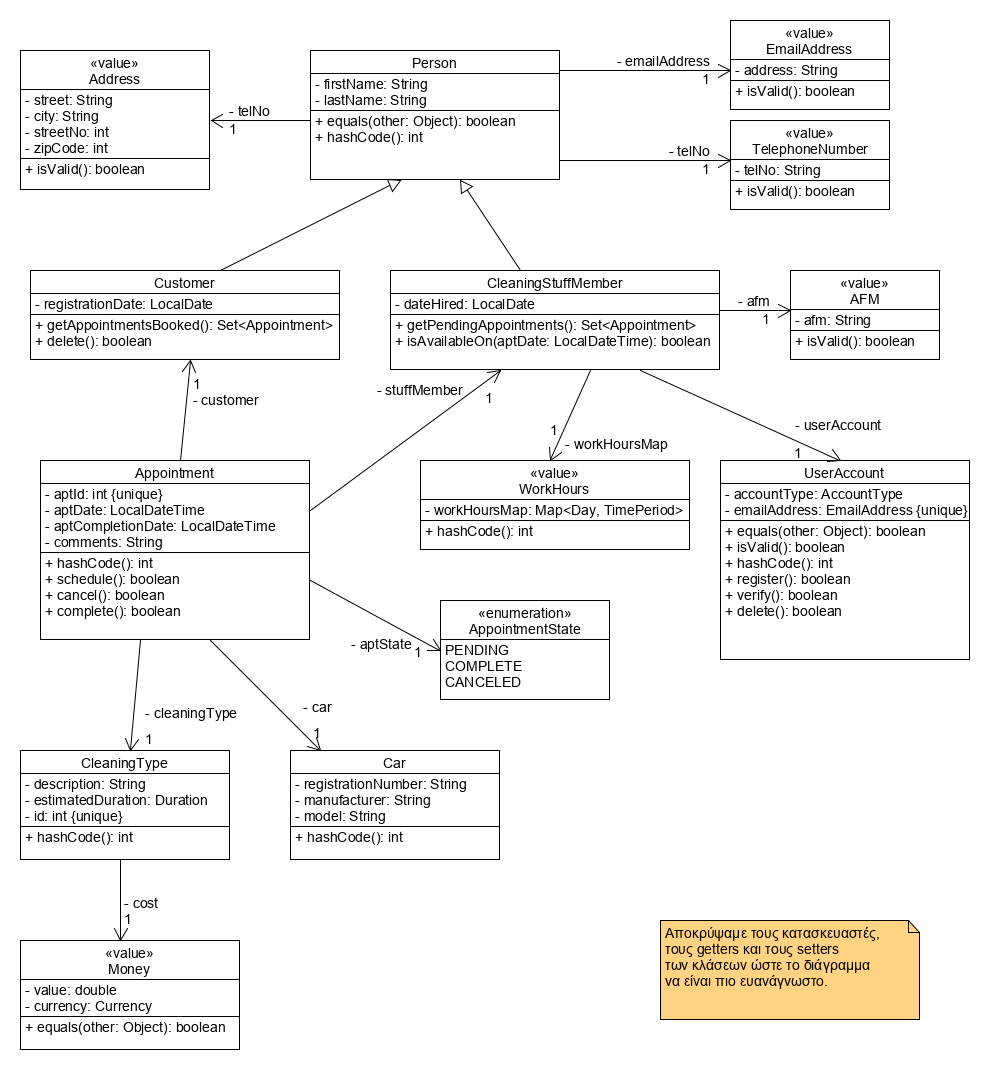 «value»
Address
- street: String
- city: String
- streetNo: int
- zipCode: int
+ isValid(): boolean
- telNo
1
Person
- firstName: String
- lastName: String
+ equals(other: Object): boolean
+ hashCode(): int
- emailAddress
1
«value»
EmailAddress
- address: String
+ isValid(): boolean
- telNo
1
«value»
TelephoneNumber
- telNo: String
+ isValid(): boolean
Customer
- registrationDate: LocalDate
+ getAppointmentsBooked(): Set<Appointment>
+ delete(): boolean
CleaningStuffMember
- dateHired: LocalDate
+ getPendingAppointments(): Set<Appointment>
+ isAvailableOn(aptDate: LocalDateTime): boolean
- afm
1
«value»
AFM
- afm: String
+ isValid(): boolean
1
- customer
- stuffMember
1
1
- workHoursMap
- userAccount
1
Appointment
- aptId: int {unique}
- aptDate: LocalDateTime
- aptCompletionDate: LocalDateTime
- comments: String
+ hashCode(): int
+ schedule(): boolean
+ cancel(): boolean
+ complete(): boolean
«value»
WorkHours
- workHoursMap: Map<Day, TimePeriod>
+ hashCode(): int
UserAccount
- accountType: AccountType
- emailAddress: EmailAddress {unique}
+ equals(other: Object): boolean
+ isValid(): boolean
+ hashCode(): int
+ register(): boolean
+ verify(): boolean
+ delete(): boolean
- aptState
1
«enumeration»
AppointmentState
PENDING
COMPLETE
CANCELED
- cleaningType
1
- car
1
CleaningType
- description: String
- estimatedDuration: Duration
- id: int {unique}
+ hashCode(): int
Car
- registrationNumber: String
- manufacturer: String
- model: String
+ hashCode(): int
- cost
1
«value»
Money
- value: double
- currency: Currency
+ equals(other: Object): boolean
Αποκρύψαμε τους κατασκευαστές,
τους getters και τους setters
των κλάσεων ώστε το διάγραμμα
να είναι πιο ευανάγνωστο.